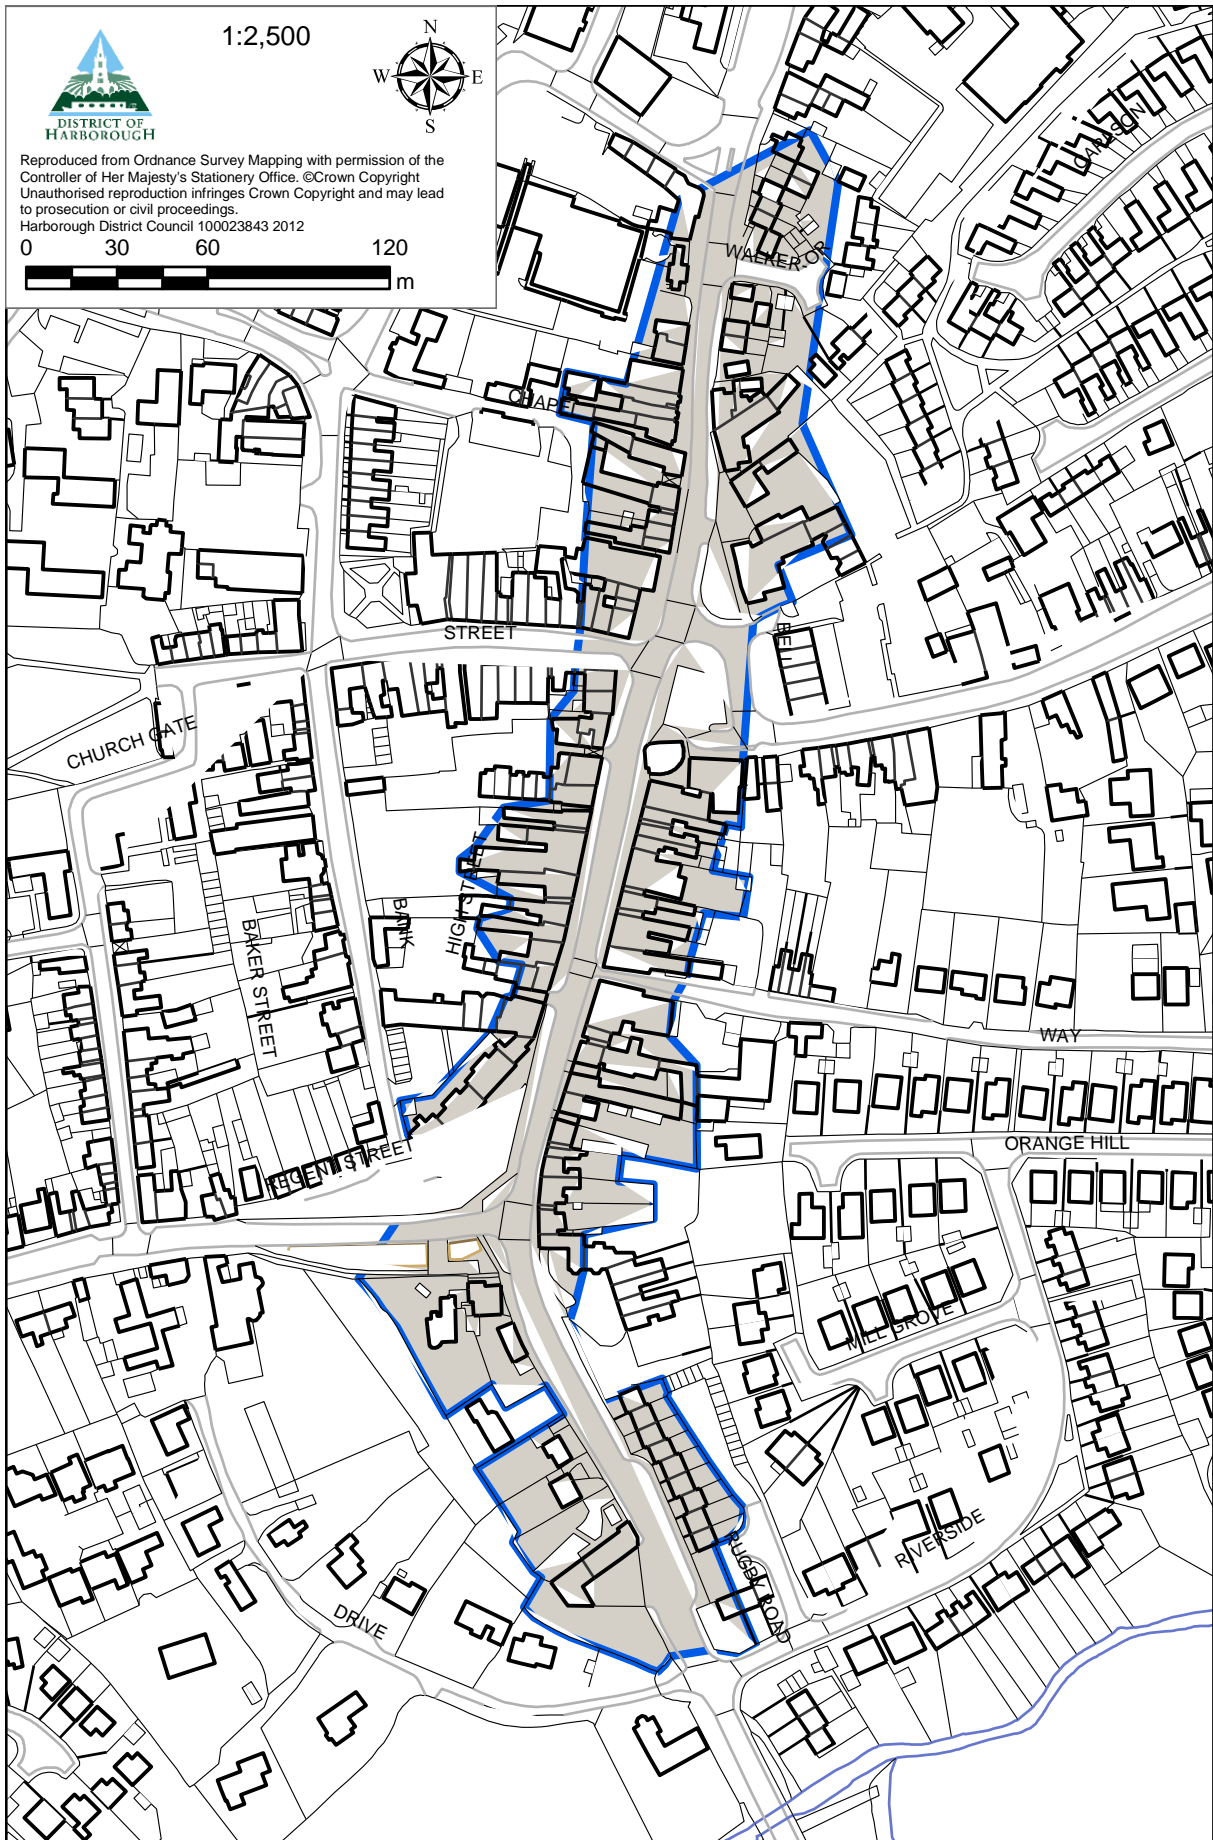 1:2,500
N
W E
S
DISTRICT OF
HARBOROUGH
Reproduced from Ordnance Survey Mapping with permission of the
Controller of Her Majesty's Stationery Office. ©Crown Copyright
Unauthorised reproduction infringes Crown Copyright and may lead
to prosecution or civil proceedings.
Harborough District Council 100023843 2012
0 30 60 120
m
WALKER
CHAPEL
STREET
BELL
CHURCH GATE
HIGH STREET
BANK
BAKER STREET
WAY
ORANGE HILL
REGENT STREET
MILL GROVE
RIVERSIDE
RUGBY ROAD
DRIVE